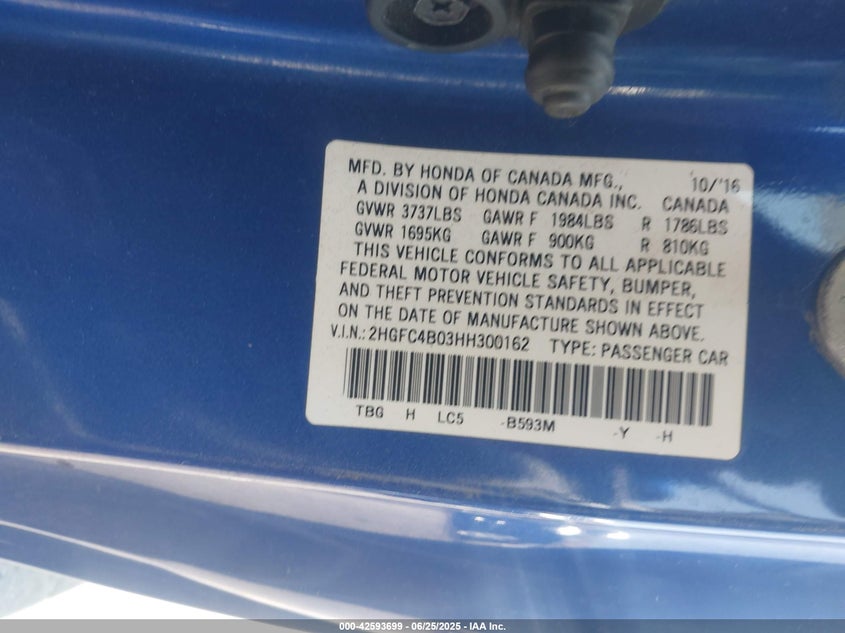 MFD. BY HONDA OF CANADA MFG., 10/'16
A DIVISION OF HONDA CANADA INC. CANADA
GVWR 3737LBS GAWR F 1984LBS R 1786LBS
GVWR 1695KG GAWR F 900KG R 810KG
THIS VEHICLE CONFORMS TO ALL APPLICABLE
FEDERAL MOTOR VEHICLE SAFETY, BUMPER,
AND THEFT PREVENTION STANDARDS IN EFFECT
ON THE DATE OF MANUFACTURE SHOWN ABOVE.
V.I.N.: 2HGFC4B03HH300162 TYPE: PASSENGER CAR
TBG H LC5 -B593M -Y -H
000-42593699 - 06/25/2025 - IAA Inc.